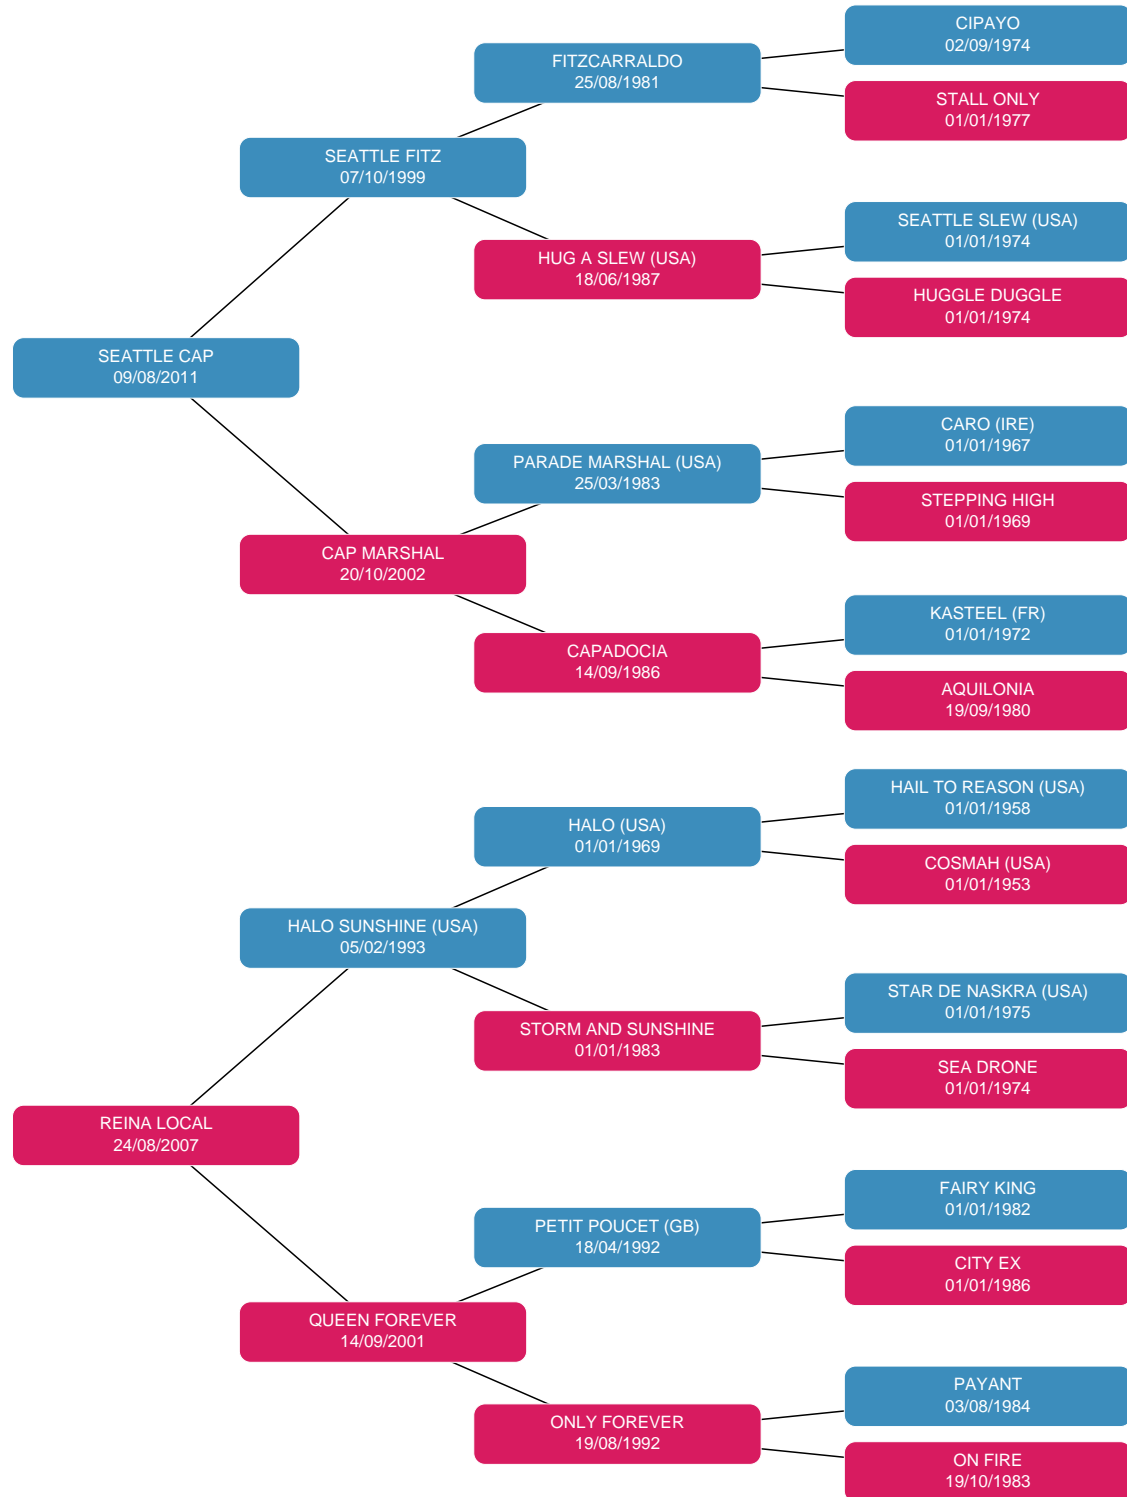 CIPAYO
02/09/1974
FITZCARRALDO
25/08/1981
STALL ONLY
01/01/1977
SEATTLE FITZ
07/10/1999
SEATTLE SLEW (USA)
01/01/1974
HUG A SLEW (USA)
18/06/1987
HUGGLE DUGGLE
01/01/1974
SEATTLE CAP
09/08/2011
CARO (IRE)
01/01/1967
PARADE MARSHAL (USA)
25/03/1983
STEPPING HIGH
01/01/1969
CAP MARSHAL
20/10/2002
KASTEEL (FR)
01/01/1972
CAPADOCIA
14/09/1986
AQUILONIA
19/09/1980
HAIL TO REASON (USA)
01/01/1958
HALO (USA)
01/01/1969
COSMAH (USA)
01/01/1953
HALO SUNSHINE (USA)
05/02/1993
STAR DE NASKRA (USA)
01/01/1975
STORM AND SUNSHINE
01/01/1983
SEA DRONE
01/01/1974
REINA LOCAL
24/08/2007
FAIRY KING
01/01/1982
PETIT POUCET (GB)
18/04/1992
CITY EX
01/01/1986
QUEEN FOREVER
14/09/2001
PAYANT
03/08/1984
ONLY FOREVER
19/08/1992
ON FIRE
19/10/1983